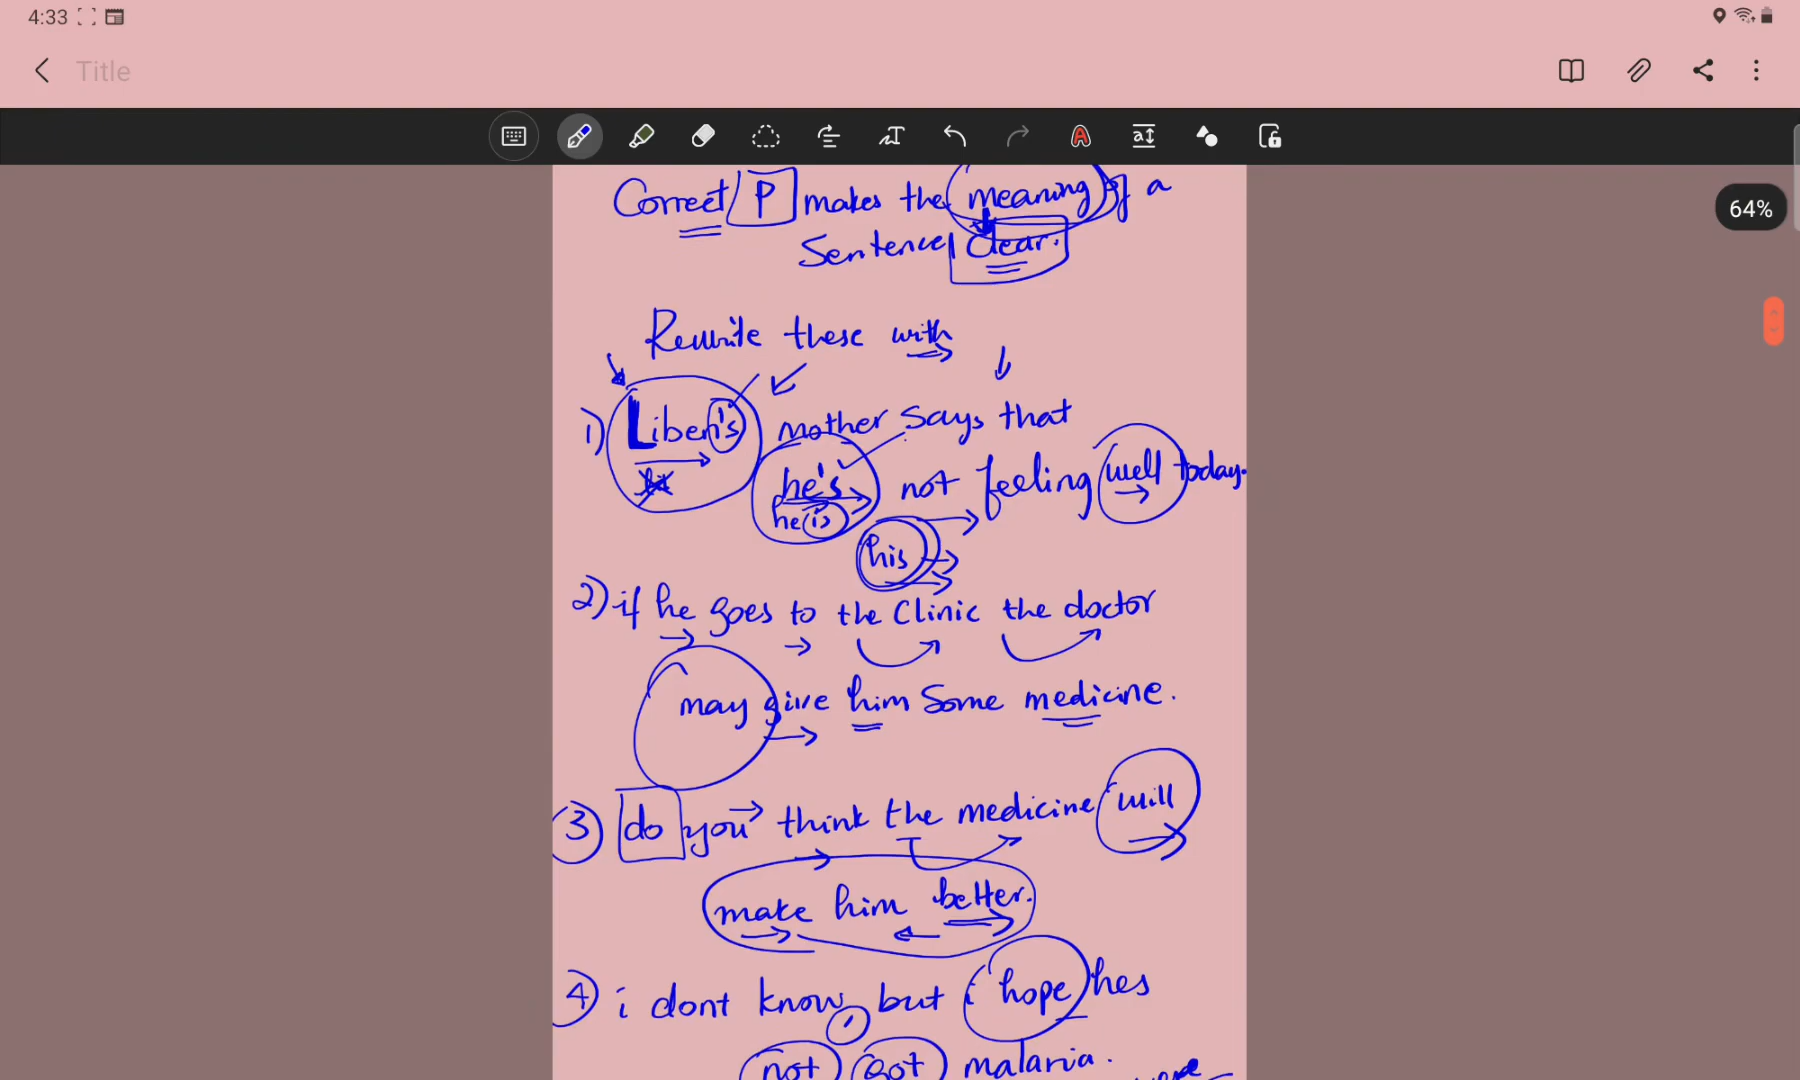 4:33
Title
64%
Correct P makes the meaning of a
Sentence clear.
Rewrite these with
1) Liben's mother says that
he's not feeling well today.
he is
his
2) if he goes to the Clinic the doctor
may give him Some medicine.
3) do you think the medicine will
make him better.
4) i dont know, but i hope hes
not got malaria.